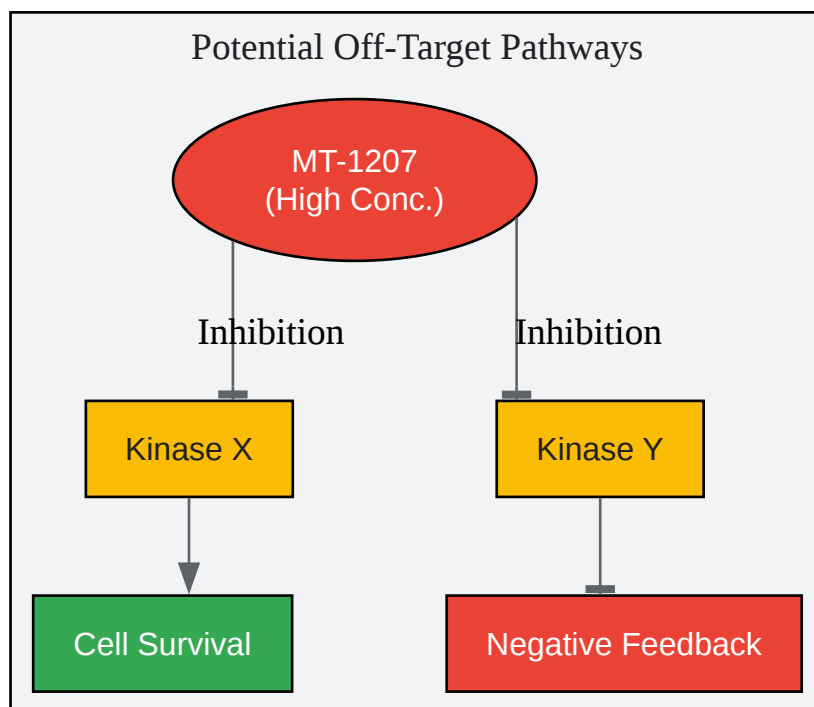 Potential Off-Target Pathways
MT-1207
(High Conc.)
Inhibition
Inhibition
Kinase X
Kinase Y
Cell Survival
Negative Feedback